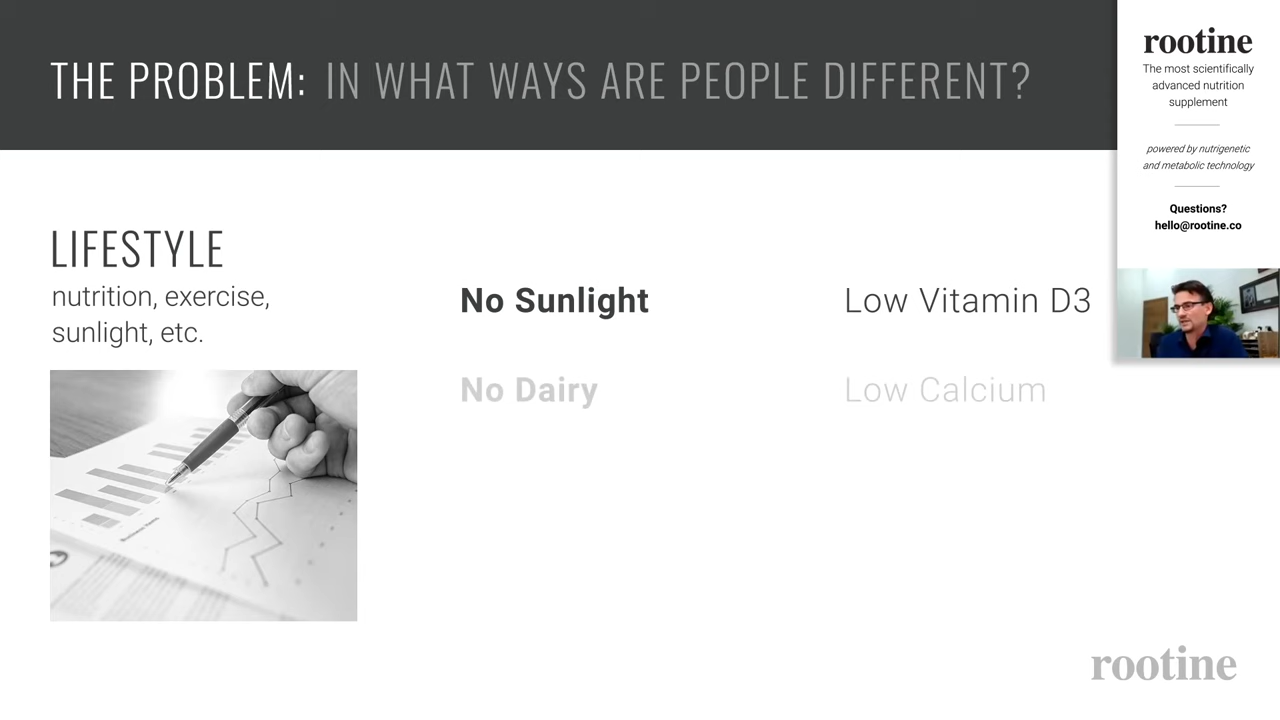 THE PROBLEM: IN WHAT WAYS ARE PEOPLE DIFFERENT?
rootine
The most scientifically
advanced nutrition
supplement
powered by nutrigenetic
and metabolic technology
Questions?
hello@rootine.co
LIFESTYLE
nutrition, exercise,
sunlight, etc.
No Sunlight
Low Vitamin D3
No Dairy
Low Calcium
rootine